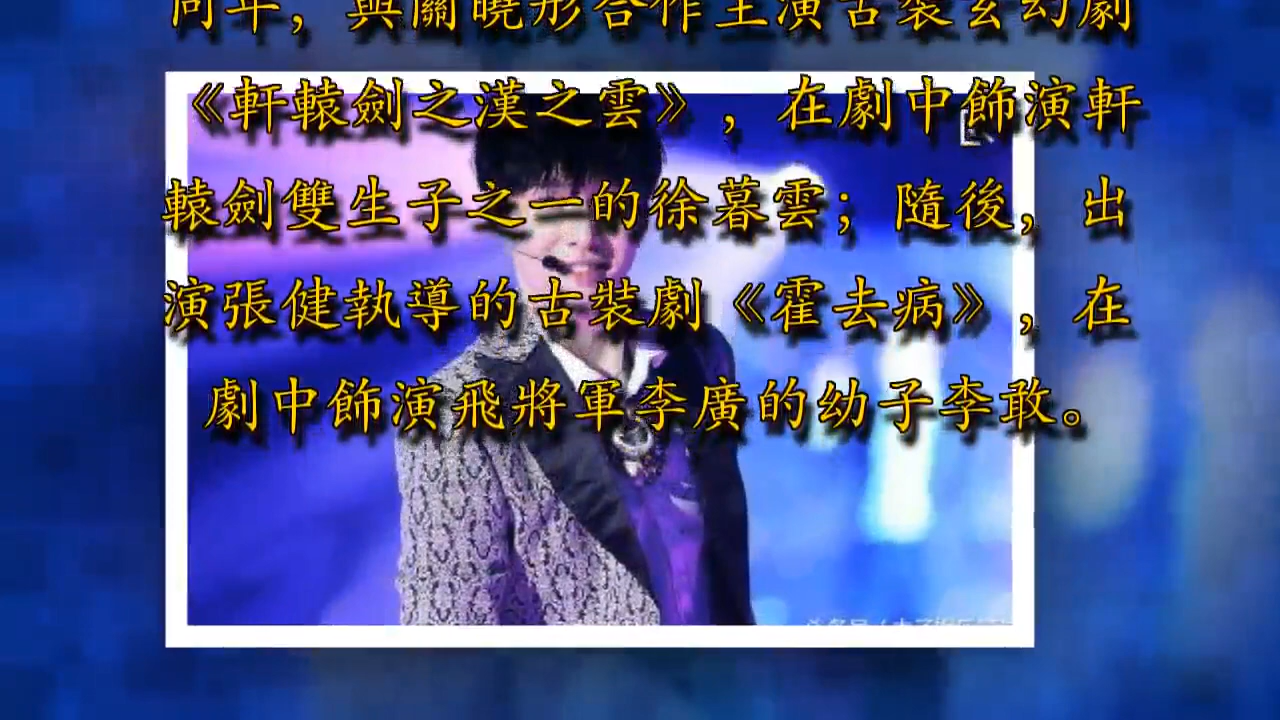 同年，與關曉彤合作主演古裝玄幻劇
《軒轅劍之漢之雲》，在劇中飾演軒
轅劍雙生子之一的徐暮雲；隨後，出
演張健執導的古裝劇《霍去病》，在
劇中飾演飛將軍李廣的幼子李敢。